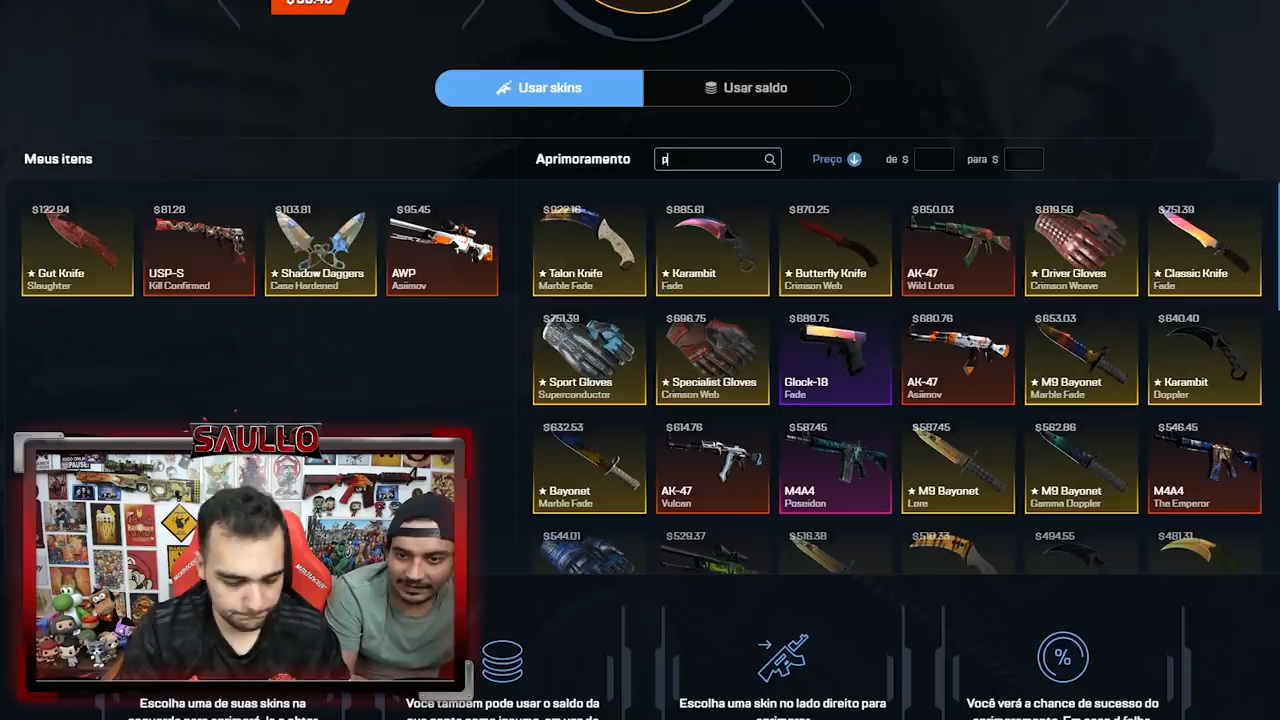 Usar skins
Usar saldo
Meus itens
Aprimoramento
p
Preço
de $
para $
$122.94
★ Gut Knife
Slaughter
$81.28
USP-S
Kill Confirmed
$103.81
★ Shadow Daggers
Case Hardened
$95.45
AWP
Asiimov
★ Talon Knife
Marble Fade
$885.61
★ Karambit
Fade
$870.25
★ Butterfly Knife
Crimson Web
$850.03
AK-47
Wild Lotus
$819.56
★ Driver Gloves
Crimson Weave
$751.39
★ Classic Knife
Fade
$751.39
★ Sport Gloves
Superconductor
$696.75
★ Specialist Gloves
Crimson Web
$689.75
Glock-18
Fade
$680.76
AK-47
Asiimov
$653.03
★ M9 Bayonet
Marble Fade
$640.40
★ Karambit
Doppler
$632.53
★ Bayonet
Marble Fade
$614.76
AK-47
Vulcan
$587.45
M4A4
Poseidon
$587.45
★ M9 Bayonet
Lore
$562.86
★ M9 Bayonet
Gamma Doppler
$546.45
M4A4
The Emperor
$544.01
$529.37
$516.38
$510.33
$494.55
$481.31
SAULLO
Escolha uma de suas skins na
Você também pode usar o saldo da
Escolha uma skin no lado direito para
%
Você verá a chance de sucesso do